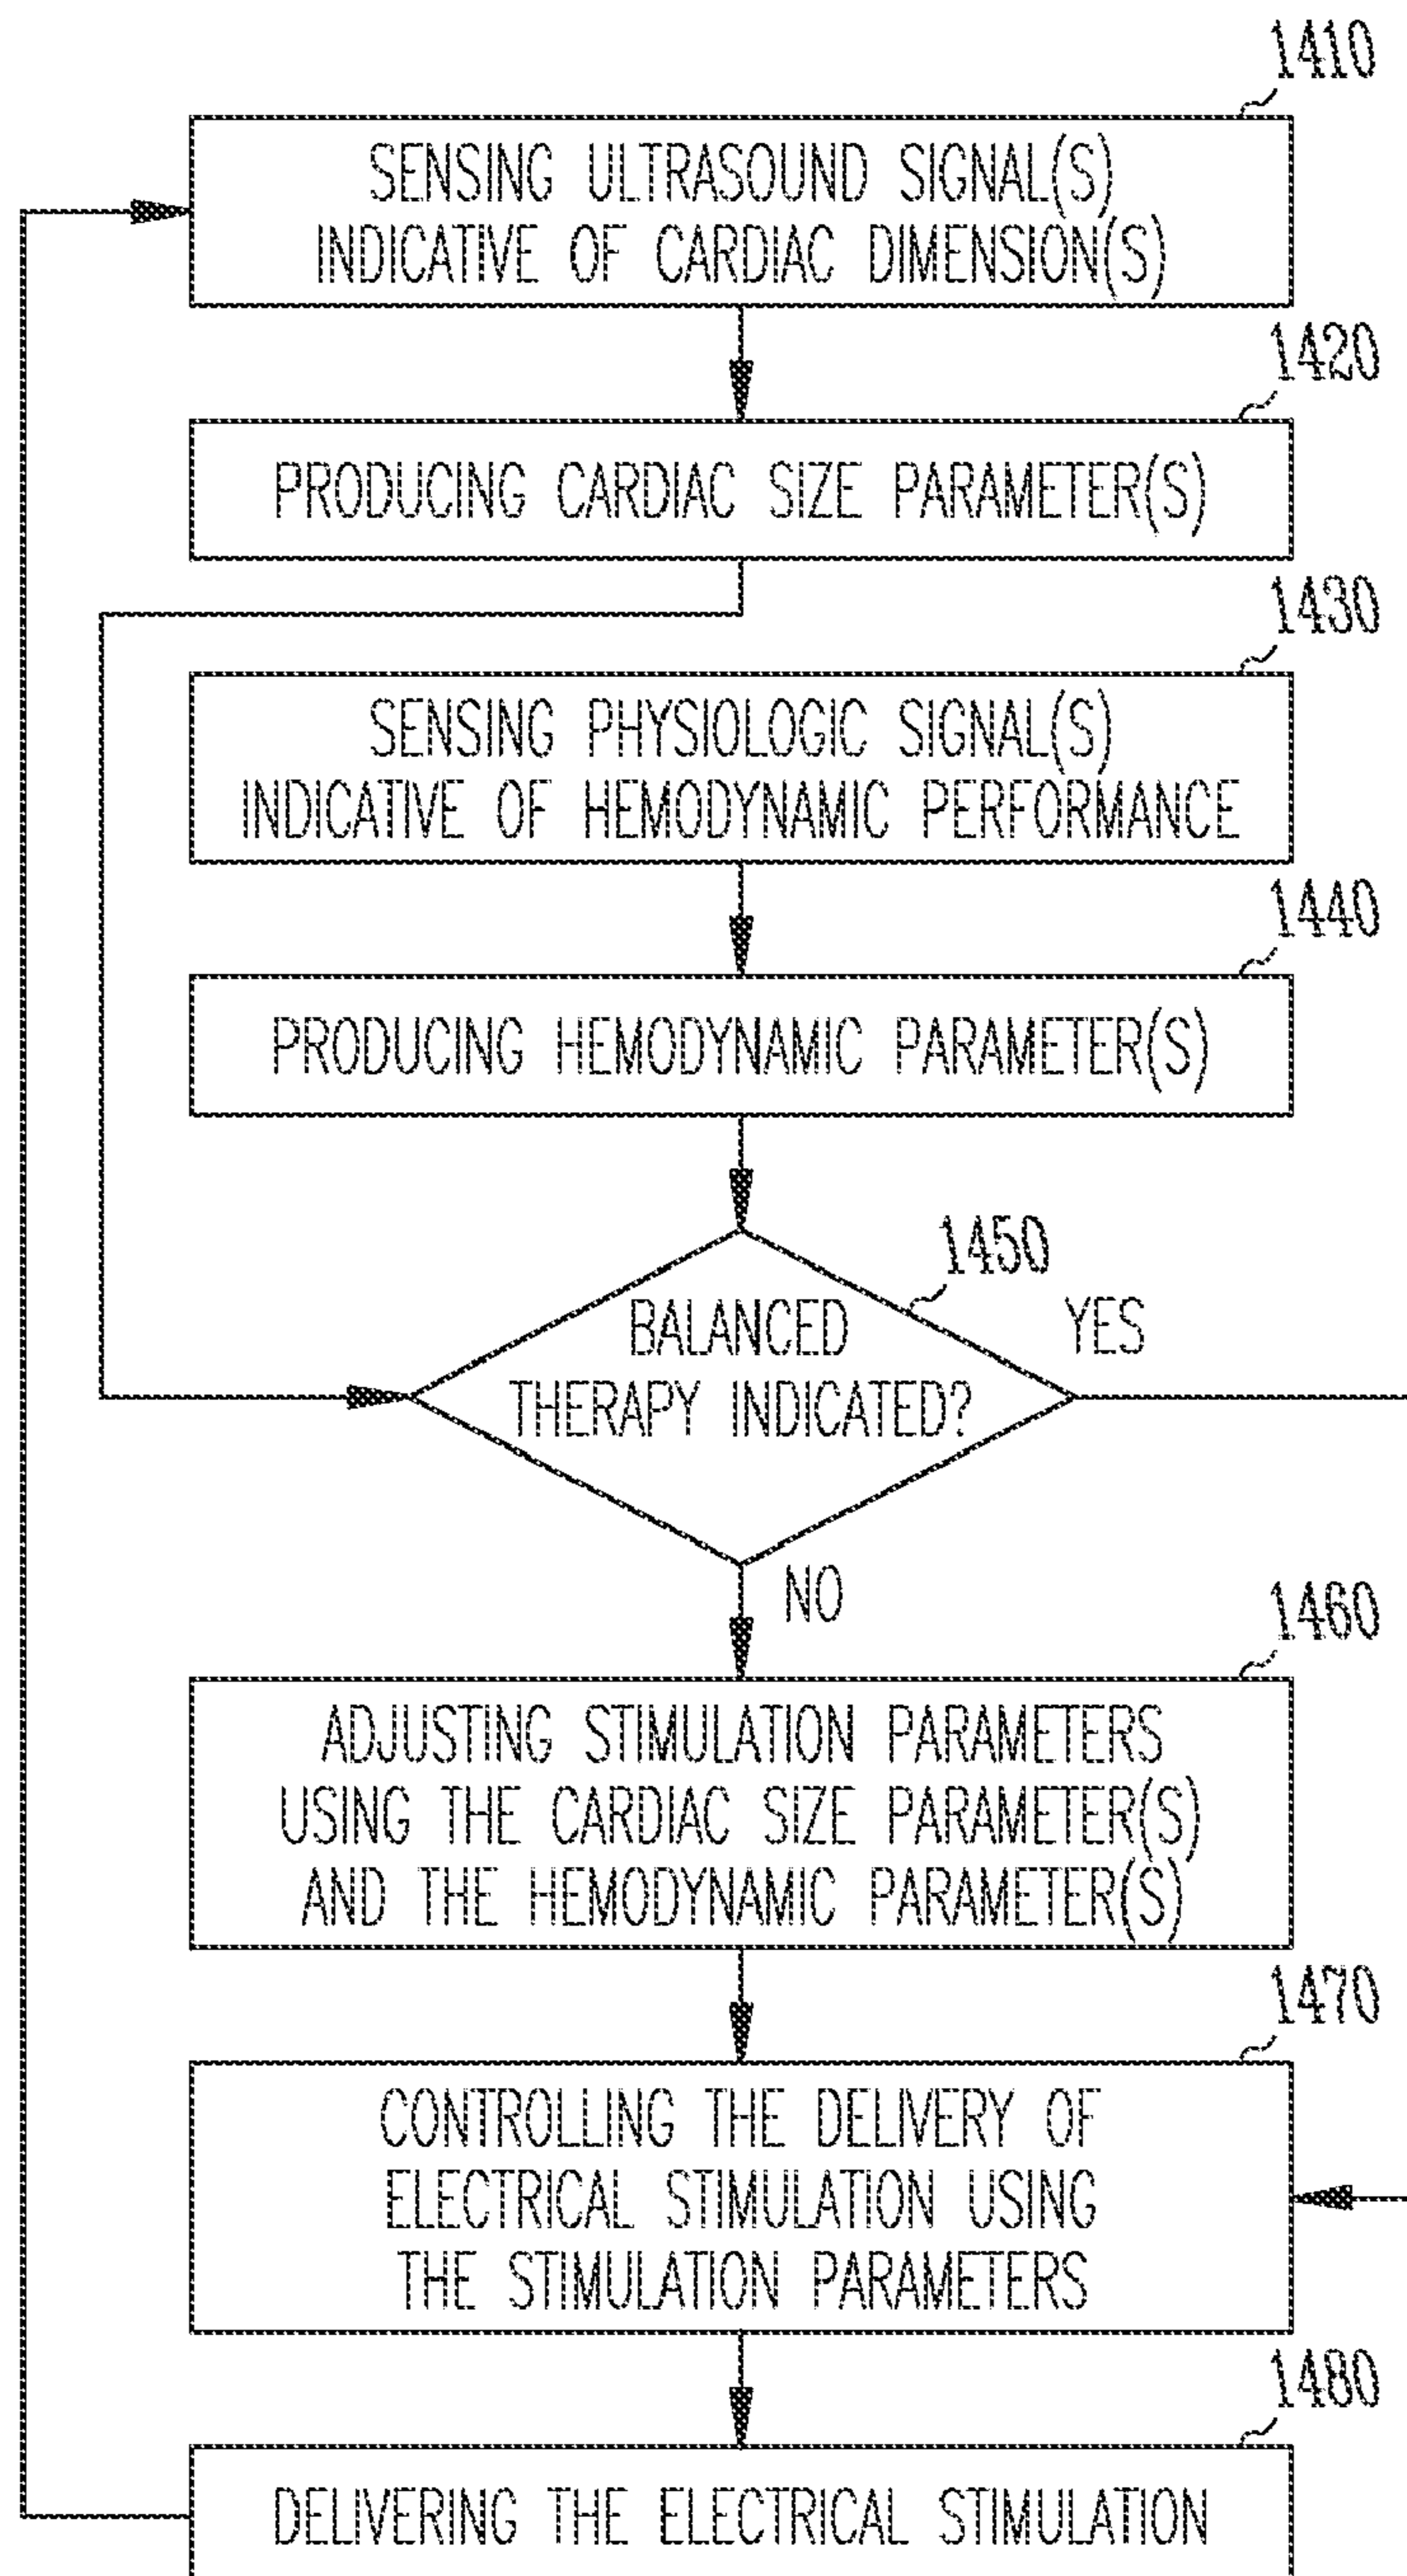 1410
SENSING ULTRASOUND SIGNAL(S)
INDICATIVE OF CARDIAC DIMENSION(S)
1420
PRODUCING CARDIAC SIZE PARAMETER(S)
1430
SENSING PHYSIOLOGIC SIGNAL(S)
INDICATIVE OF HEMODYNAMIC PERFORMANCE
1440
PRODUCING HEMODYNAMIC PARAMETER(S)
1450
BALANCED
THERAPY INDICATED?
YES
NO
1460
ADJUSTING STIMULATION PARAMETERS
USING THE CARDIAC SIZE PARAMETER(S)
AND THE HEMODYNAMIC PARAMETER(S)
1470
CONTROLLING THE DELIVERY OF
ELECTRICAL STIMULATION USING
THE STIMULATION PARAMETERS
1480
DELIVERING THE ELECTRICAL STIMULATION